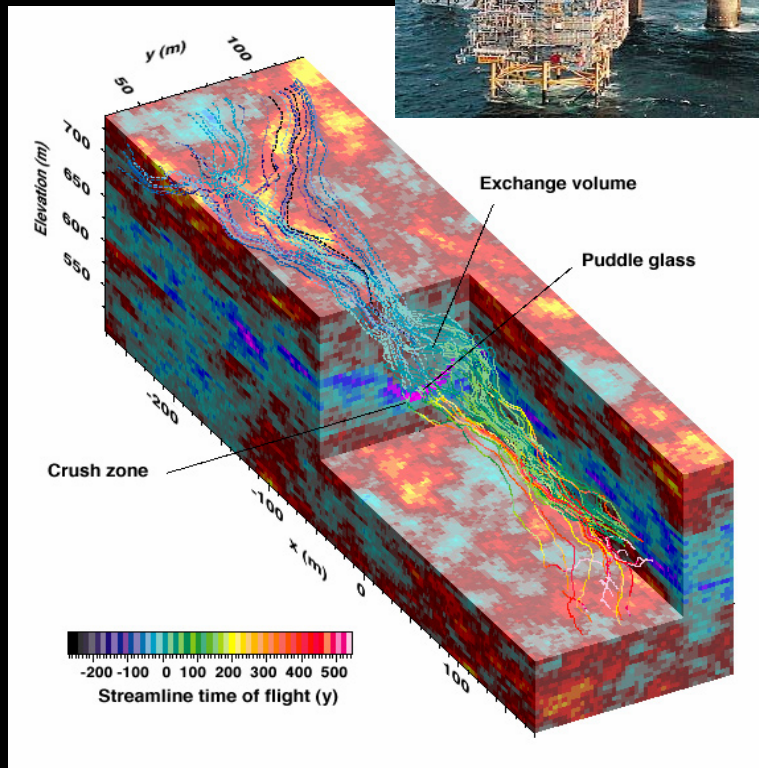 y (m)
50
100
Elevation (m)
700
650
600
550
Exchange volume
Puddle glass
Crush zone
-200
-100
x (m)
0
100
-200 -100 0 100 200 300 400 500
Streamline time of flight (y)